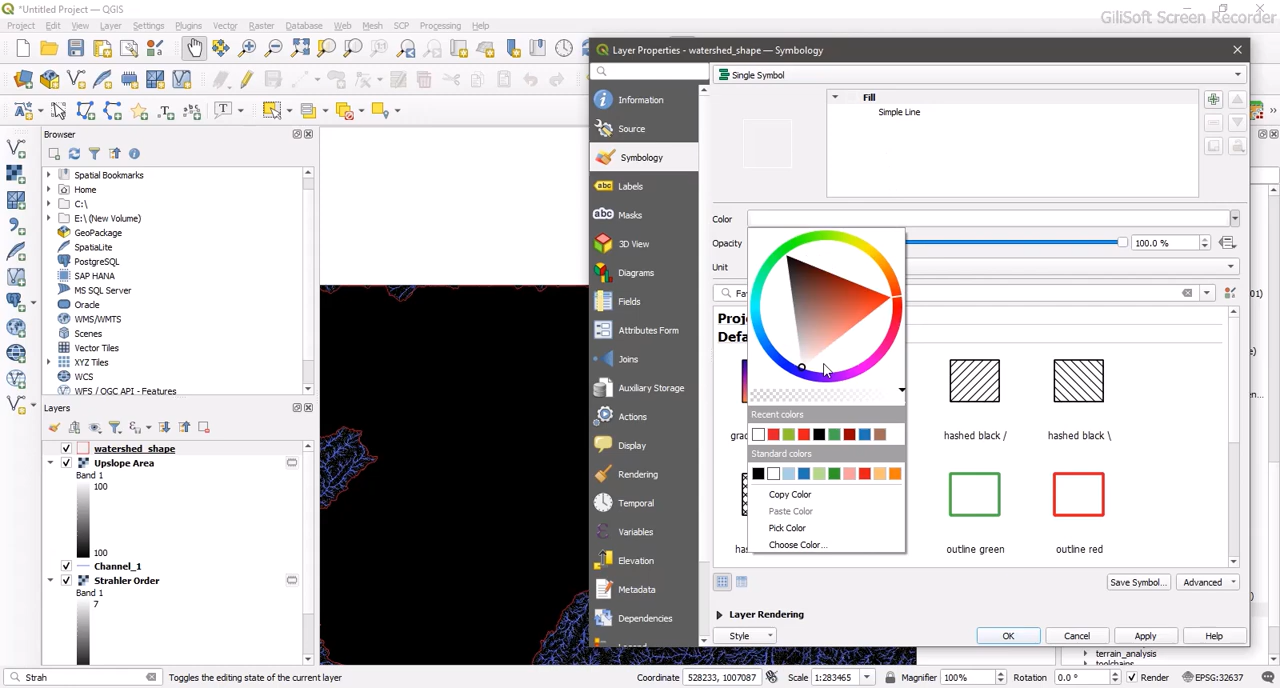 *Untitled Project — QGIS
GiliSoft Screen Recorder
Project Edit View Layer Settings Plugins Vector Raster Database Web Mesh SCP Processing Help
Layer Properties - watershed_shape — Symbology
Single Symbol
Information
Source
Symbology
Labels
Masks
3D View
Diagrams
Fields
Attributes Form
Joins
Auxiliary Storage
Actions
Display
Rendering
Temporal
Variables
Elevation
Metadata
Dependencies
Fill
Simple Line
Color
Opacity
100.0 %
Unit
Recent colors
Standard colors
Copy Color
Paste Color
Pick Color
Choose Color...
hashed black /
hashed black \
outline green
outline red
Save Symbol...
Advanced
Layer Rendering
Style
OK
Cancel
Apply
Help
Browser
Spatial Bookmarks
Home
C:\
E:\ (New Volume)
GeoPackage
SpatiaLite
PostgreSQL
SAP HANA
MS SQL Server
Oracle
WMS/WMTS
Scenes
Vector Tiles
XYZ Tiles
WCS
WFS / OGC API - Features
Layers
watershed_shape
Upslope Area
Band 1
100
100
Channel_1
Strahler Order
Band 1
7
terrain_analysis
Strah
Toggles the editing state of the current layer
Coordinate 528233, 1007087
Scale 1:283465
Magnifier 100%
Rotation 0.0 °
Render
EPSG:32637